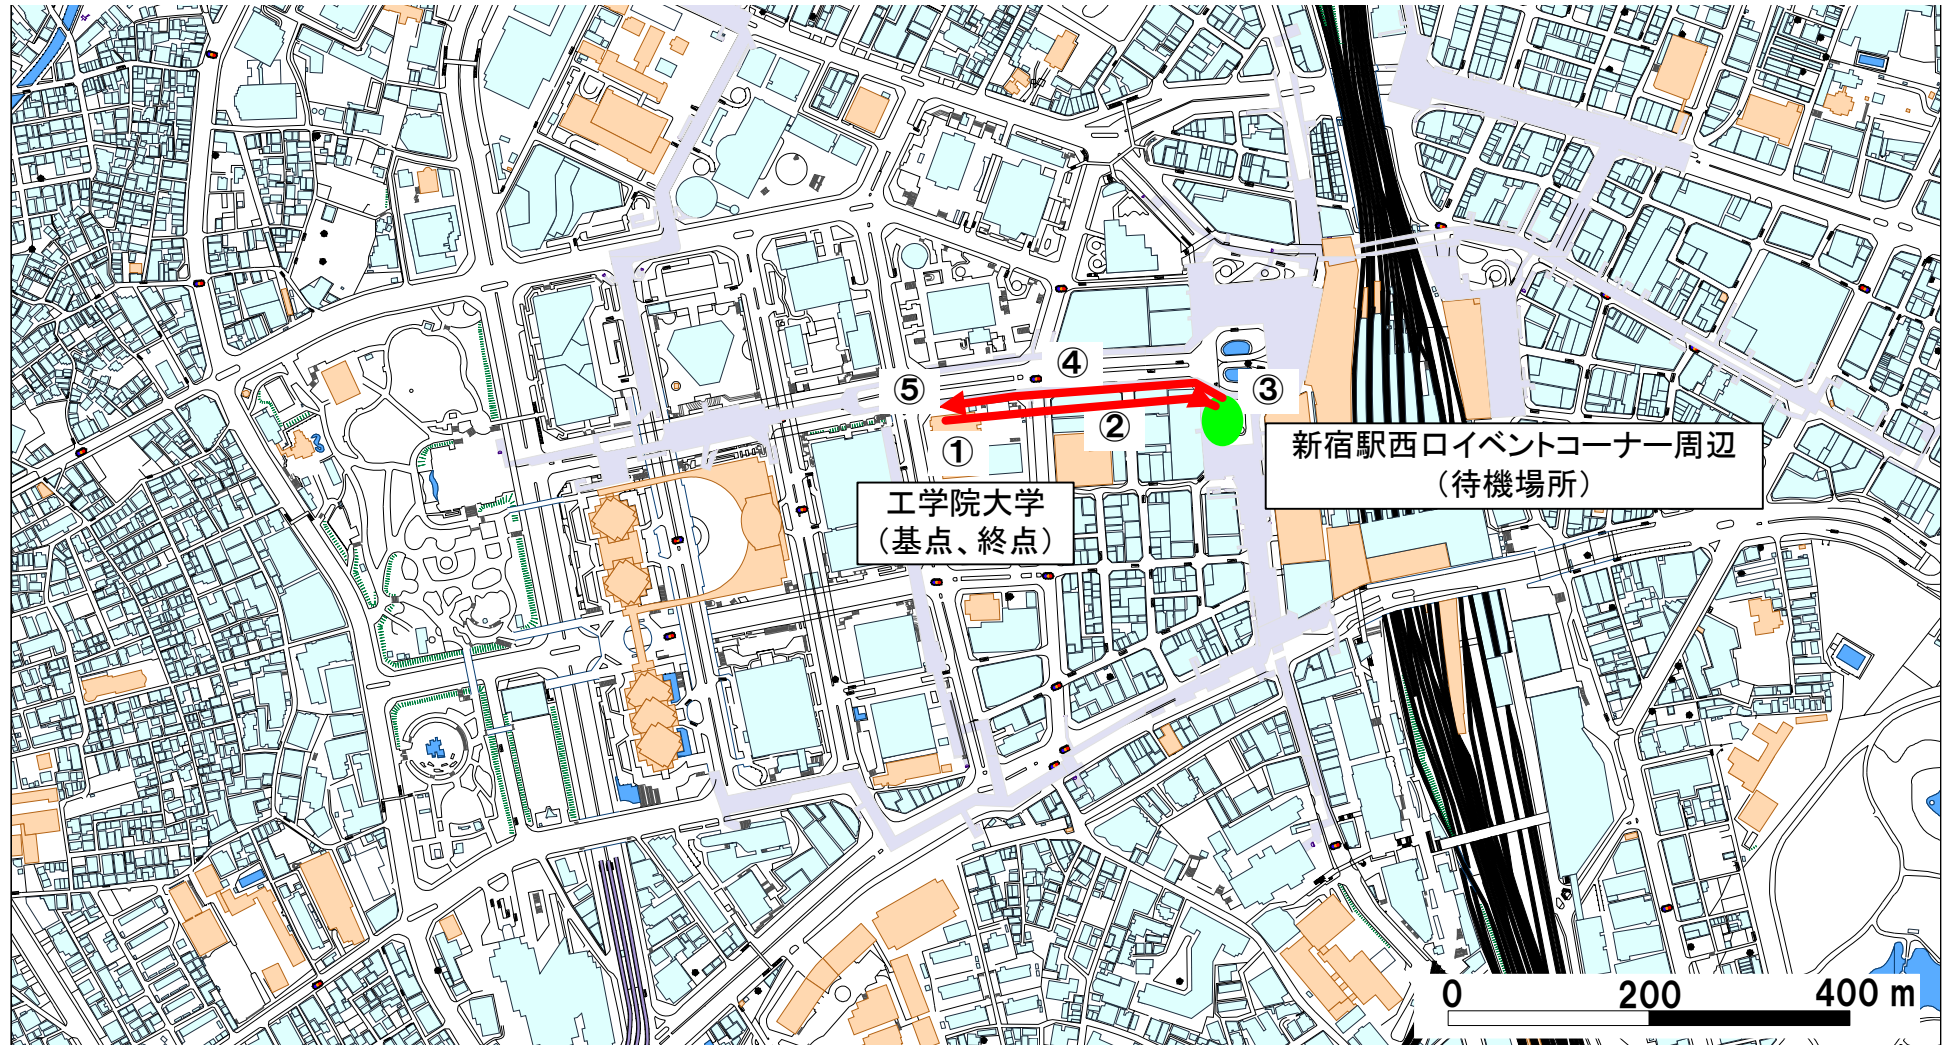 ④
⑤
③
②
①
新宿駅西口イベントコーナー周辺
（待機場所）
工学院大学
（基点、終点）
0 200 400 m